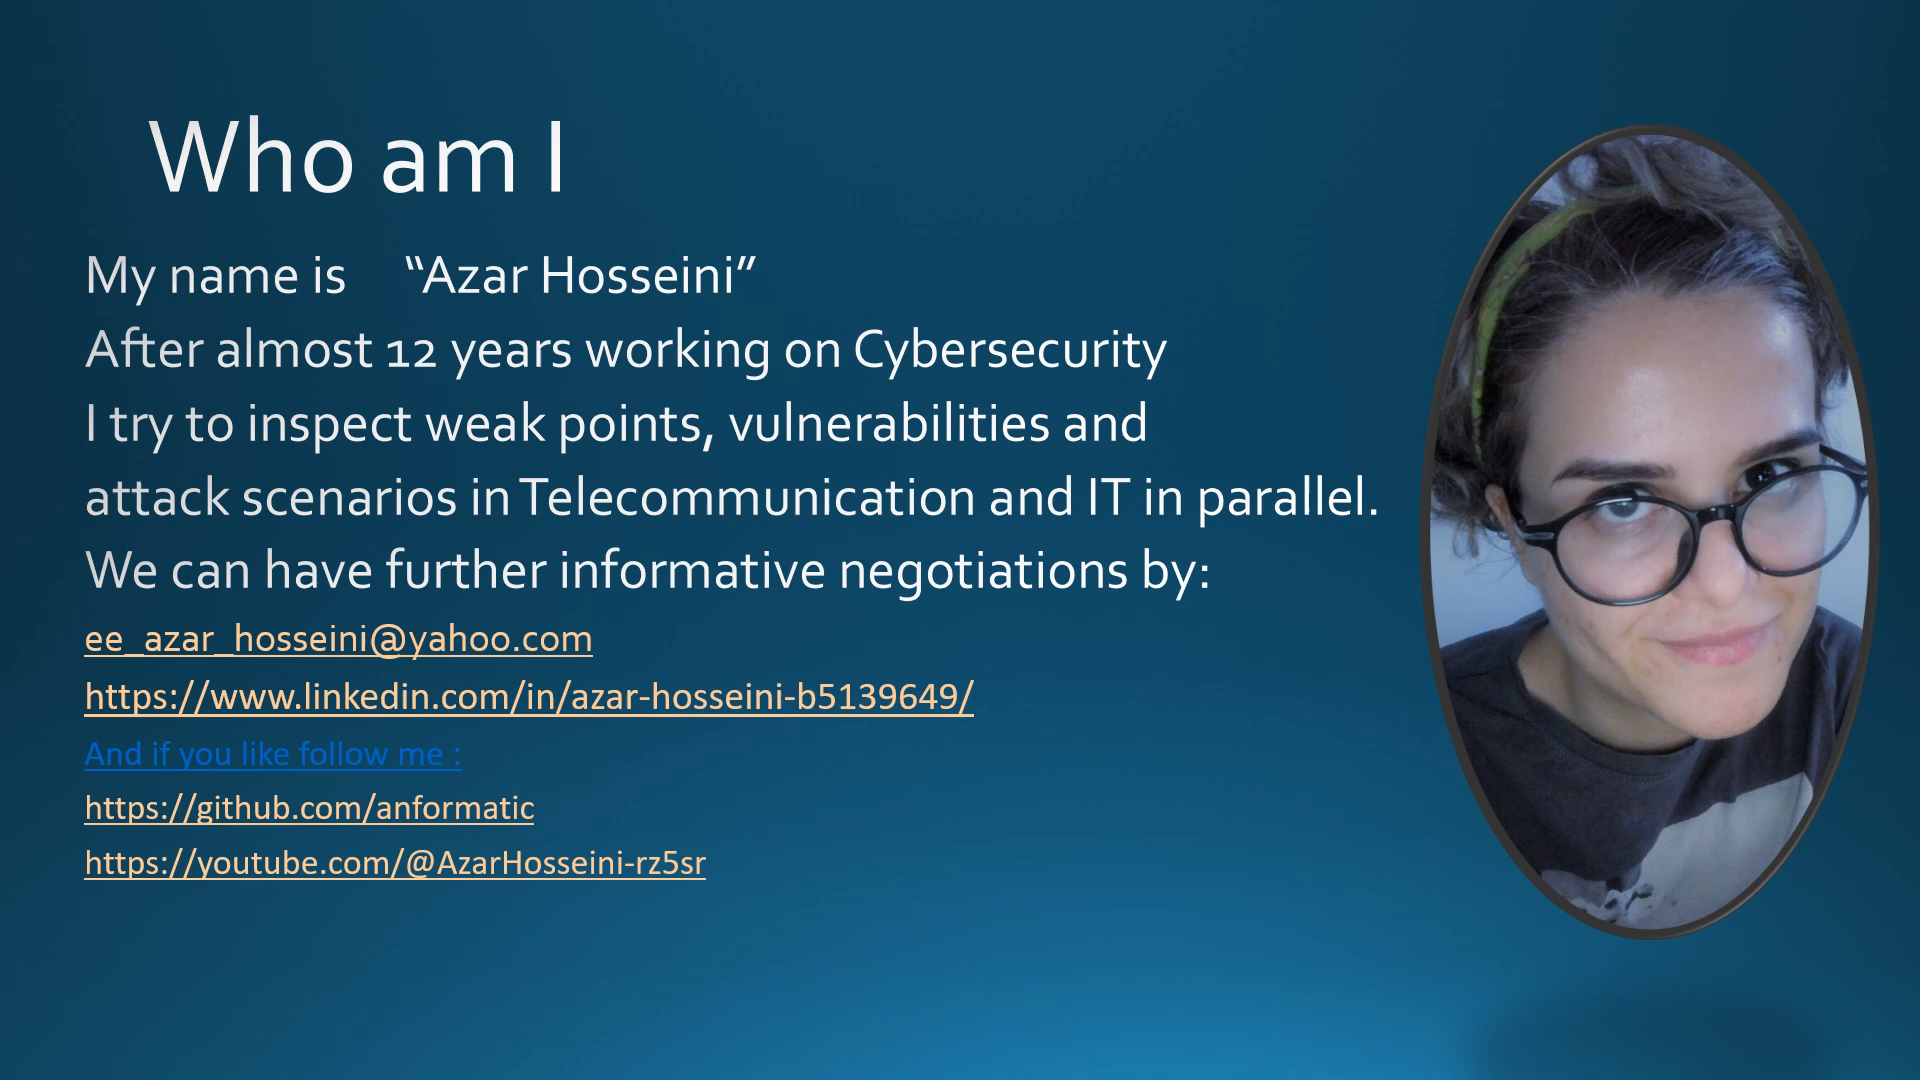 Who am I
My name is “Azar Hosseini”
After almost 12 years working on Cybersecurity
I try to inspect weak points, vulnerabilities and
attack scenarios in Telecommunication and IT in parallel.
We can have further informative negotiations by:
ee_azar_hosseini@yahoo.com
https://www.linkedin.com/in/azar-hosseini-b5139649/
And if you like follow me :
https://github.com/anformatic
https://youtube.com/@AzarHosseini-rz5sr